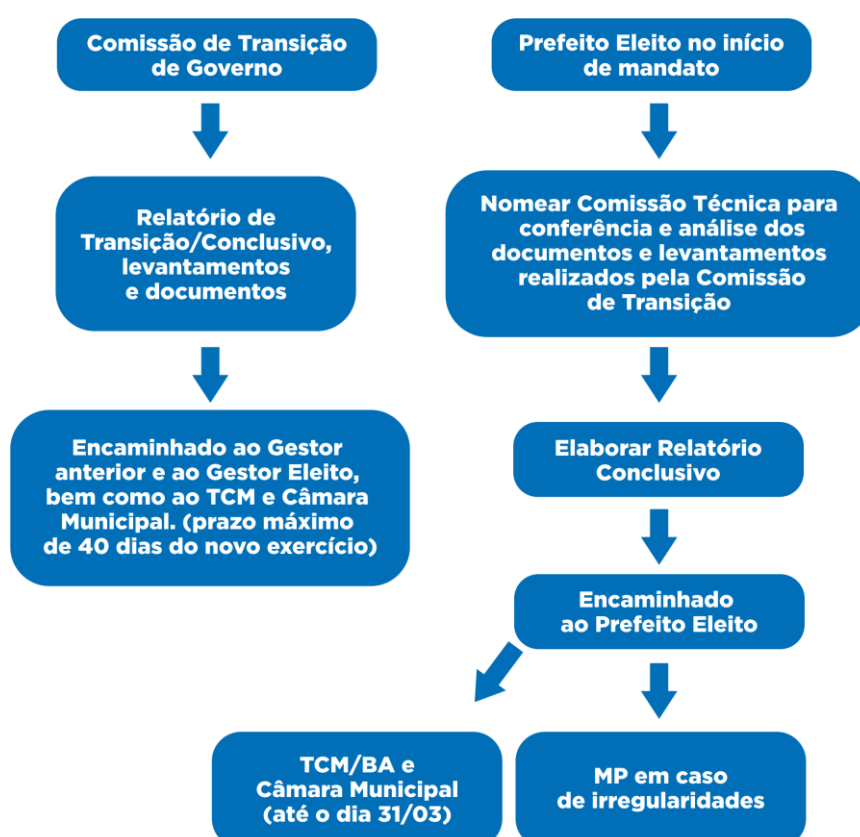 Comissão de Transição
de Governo
Relatório de
Transição/Conclusivo,
levantamentos
e documentos
Encaminhado ao Gestor
anterior e ao Gestor Eleito,
bem como ao TCM e Câmara
Municipal. (prazo máximo
de 40 dias do novo exercício)
Prefeito Eleito no início
de mandato
Nomear Comissão Técnica para
conferência e análise dos
documentos e levantamentos
realizados pela Comissão
de Transição
Elaborar Relatório
Conclusivo
Encaminhado
ao Prefeito Eleito
TCM/BA e
Câmara Municipal
(até o dia 31/03)
MP em caso
de irregularidades